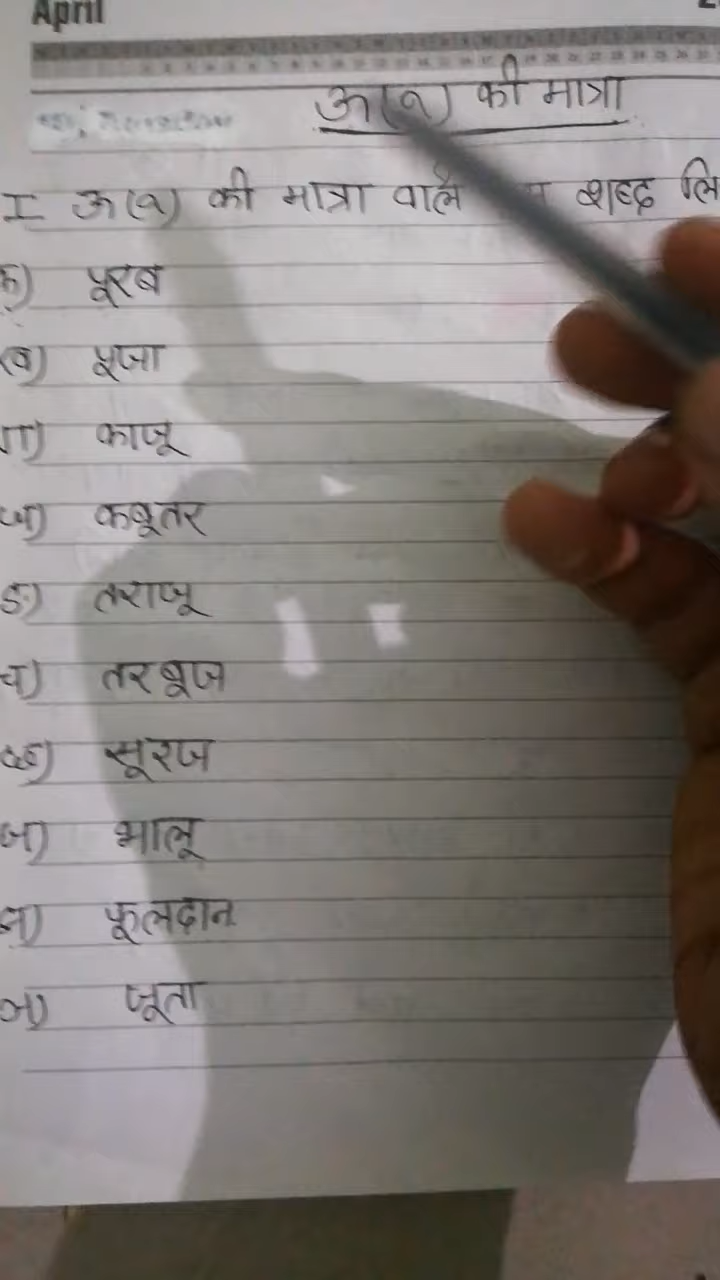 April
ऊ(ू) की मात्रा
I ऊ(ू) की मात्रा वाले शब्द
क) पूरब
ख) पूजा
ग) काजू
घ) कबूतर
ङ) तराजू
च) तरबूज
छ) सूरज
ज) भालू
झ) फूलदान
ञ) जूता